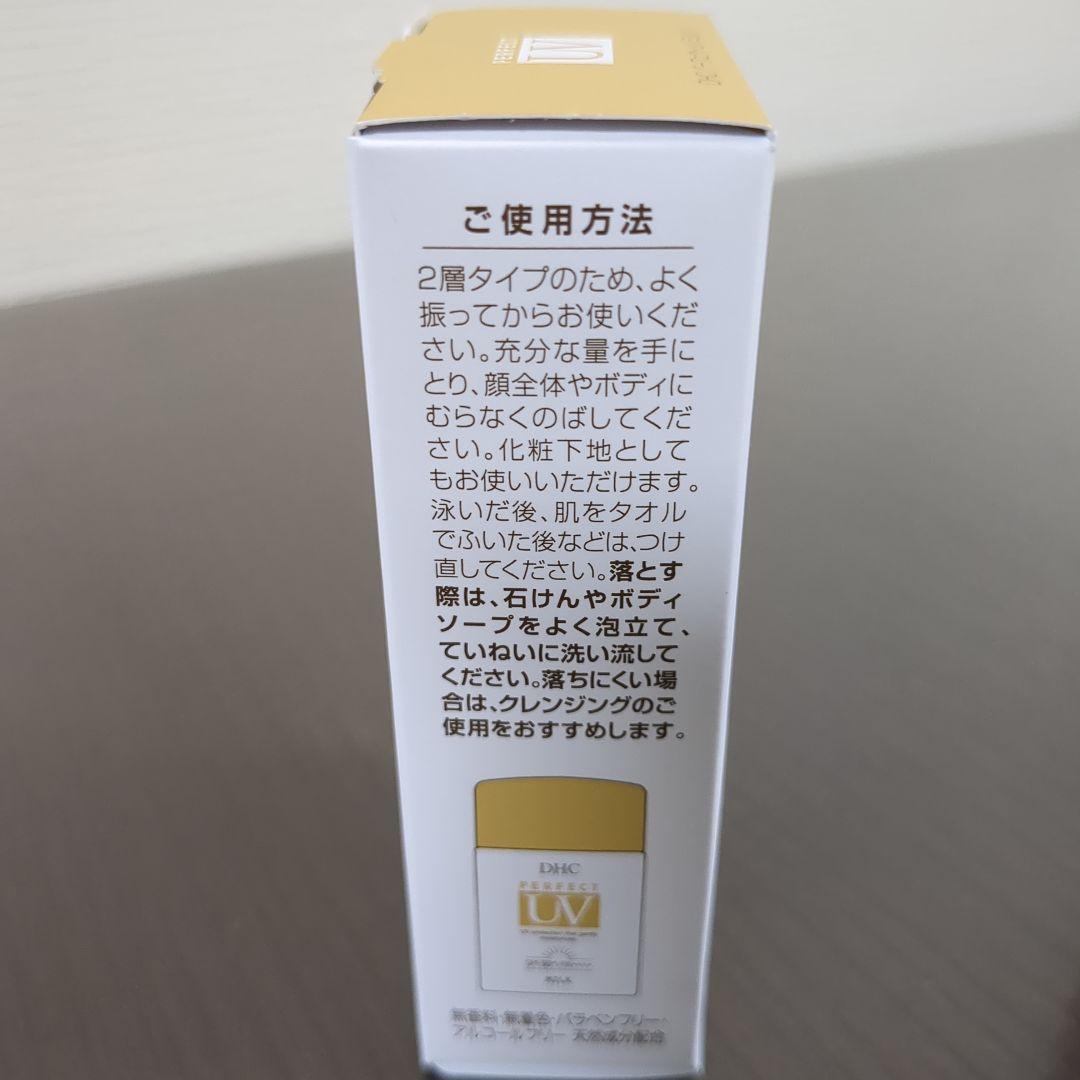 PERFECT
UV
ご使用方法
2層タイプのため、よく
振ってからお使いくだ
さい。充分な量を手に
とり、顔全体やボディに
むらなくのばしてくだ
さい。化粧下地として
もお使いいただけます。
泳いだ後、肌をタオル
でふいた後などは、つけ
直してください。落とす
際は、石けんやボディ
ソープをよく泡立て、
ていねいに洗い流して
ください。落ちにくい場
合は、クレンジングのご
使用をおすすめします。
DHC
PERFECT
UV
無香料・無着色・パラベンフリー・
アルコールフリー 天然成分配合